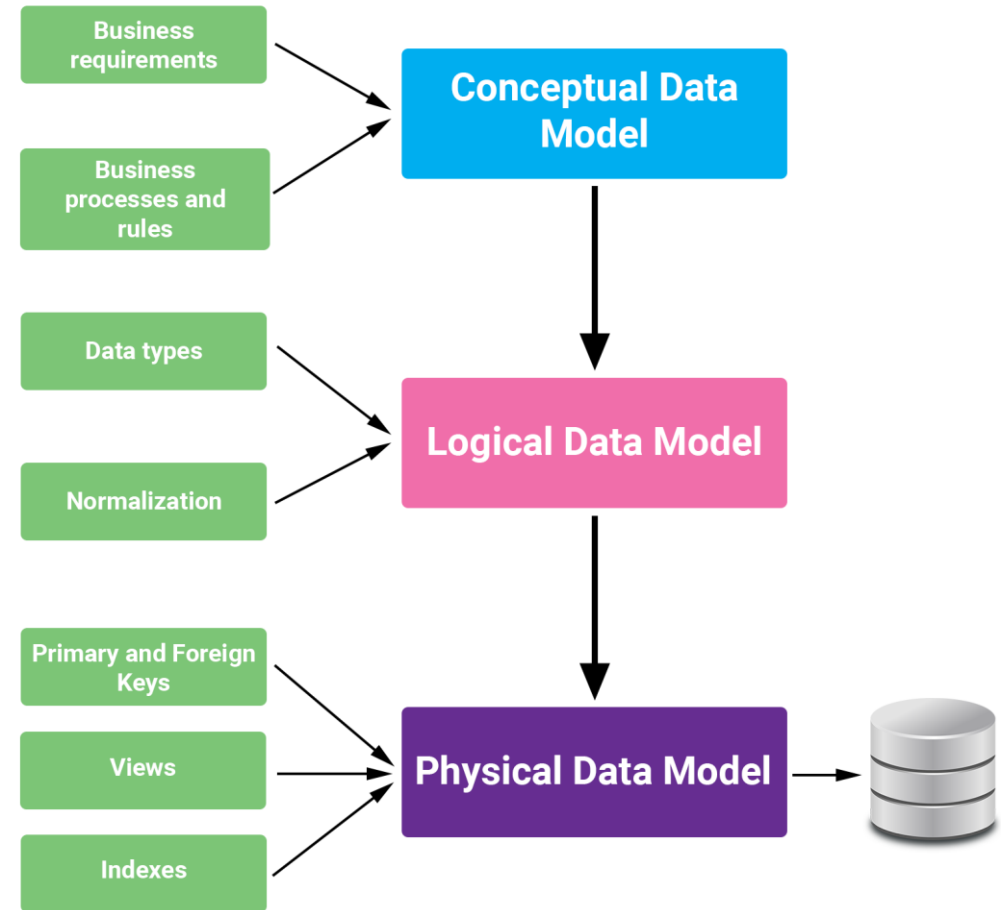 Business
requirements
Conceptual Data
Model
Business
processes and
rules
Data types
Logical Data Model
Normalization
Primary and Foreign
Keys
Views
Physical Data Model
Indexes